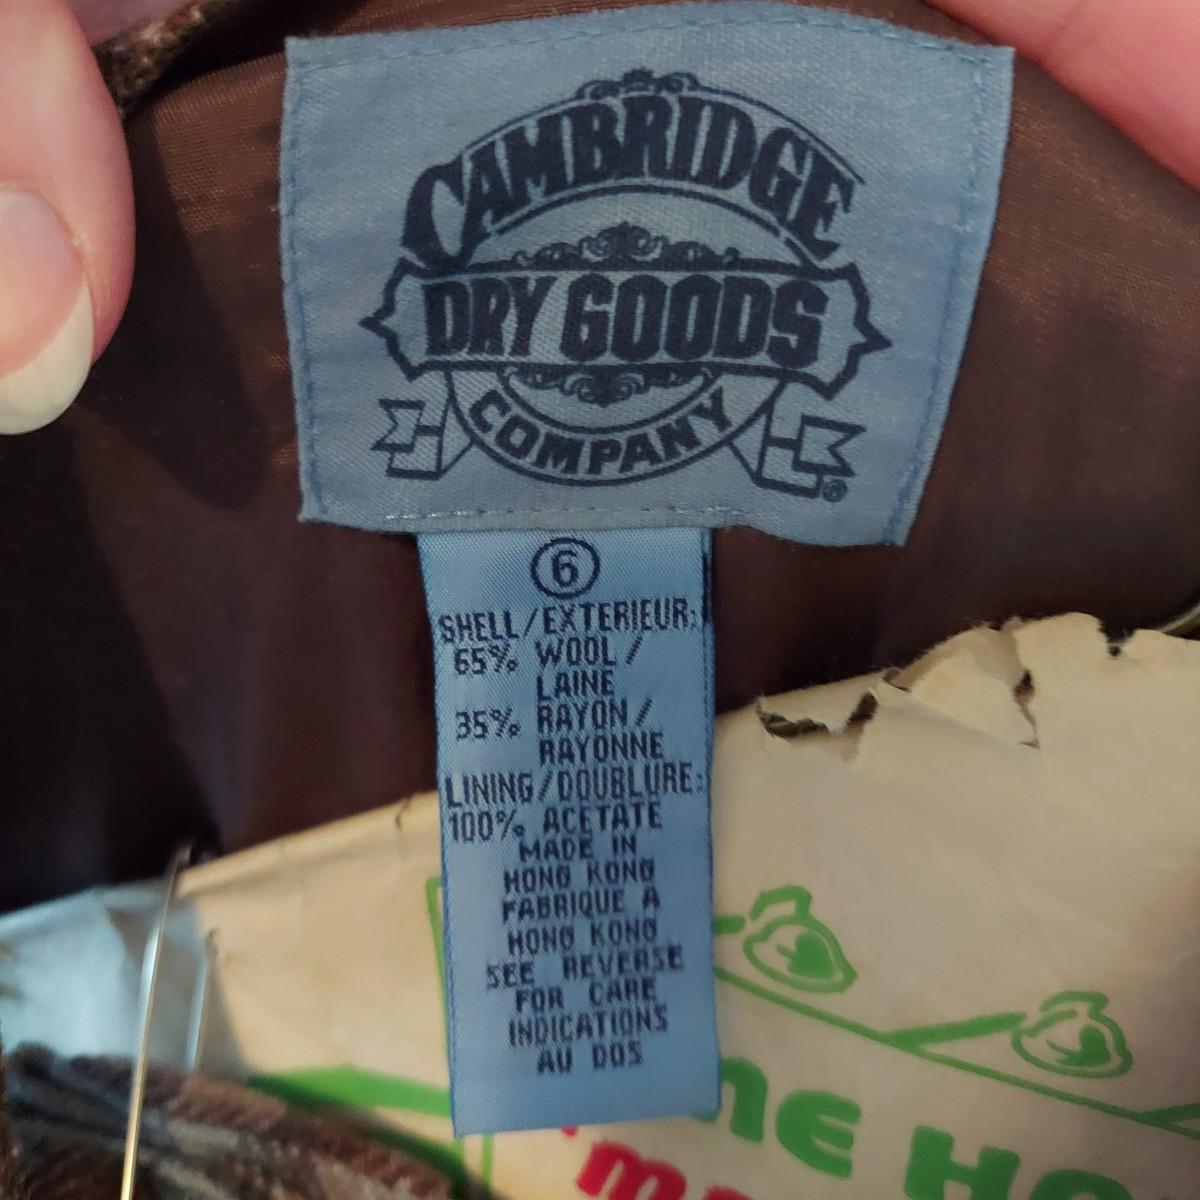 CAMBRIDGE
DRY GOODS
COMPANY
®
6
SHELL/EXTERIEUR:
65% WOOL/
LAINE
35% RAYON/
RAYONNE
LINING/DOUBLURE:
100% ACETATE
MADE IN
HONG KONG
FABRIQUE A
HONG KONG
SEE REVERSE
FOR CARE
INDICATIONS
AU DOS